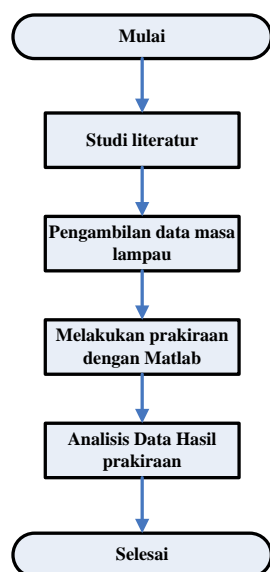 Mulai
Studi literatur
Pengambilan data masa
lampau
Melakukan prakiraan
dengan Matlab
Analisis Data Hasil
prakiraan
Selesai